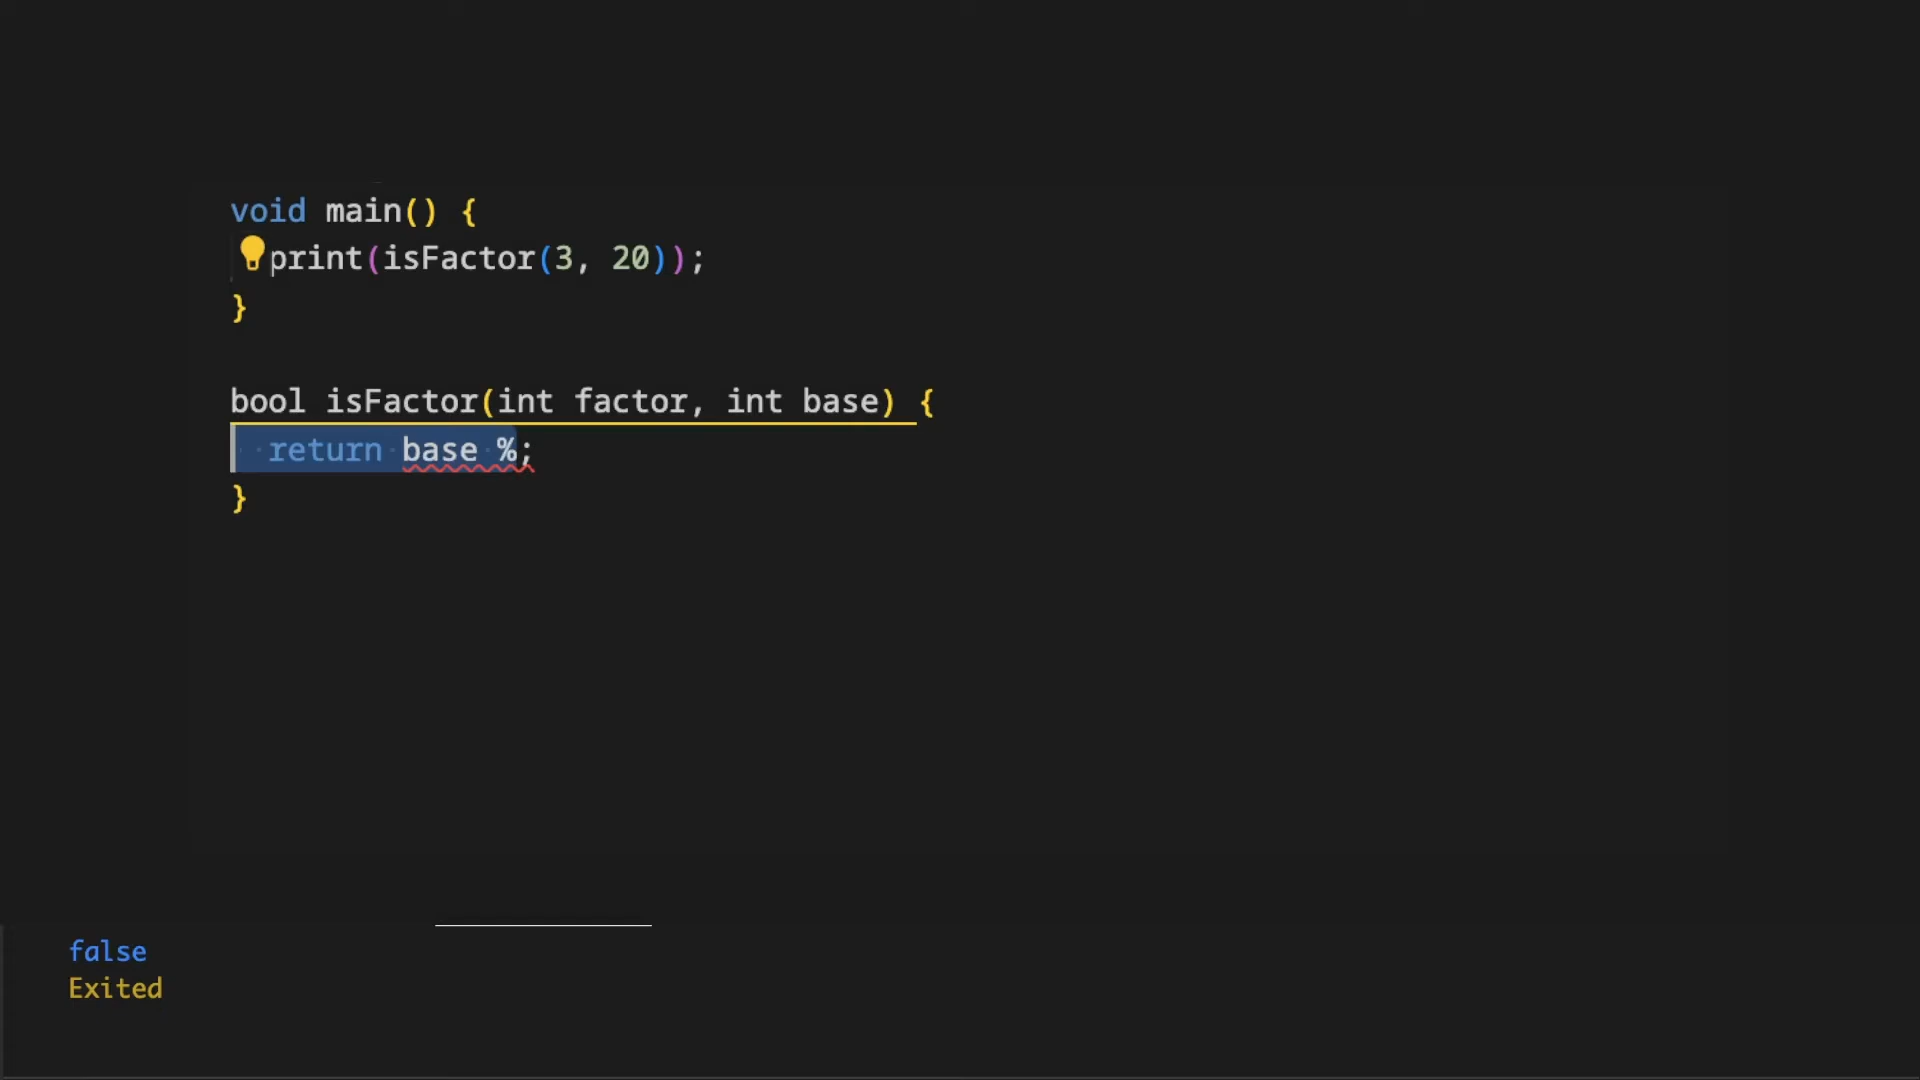 void main() {
print(isFactor(3, 20));
}
bool isFactor(int factor, int base) {
return base %;
}
false
Exited